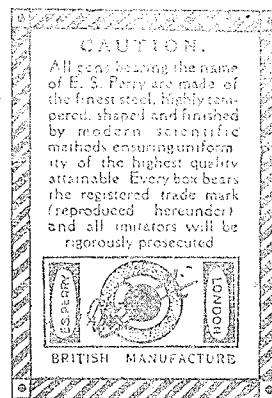 CAUTION.
All pens bearing the name
of E. S. Perry are made of
the finest steel, highly tem-
pered, shaped and finished
by modern scientific
methods ensuring uniform-
ity of the highest quality
attainable. Every box bears
the registered trade mark
(reproduced hereunder)
and all imitators will be
rigorously prosecuted
E.S. PERRY
LONDON
BRITISH MANUFACTURE